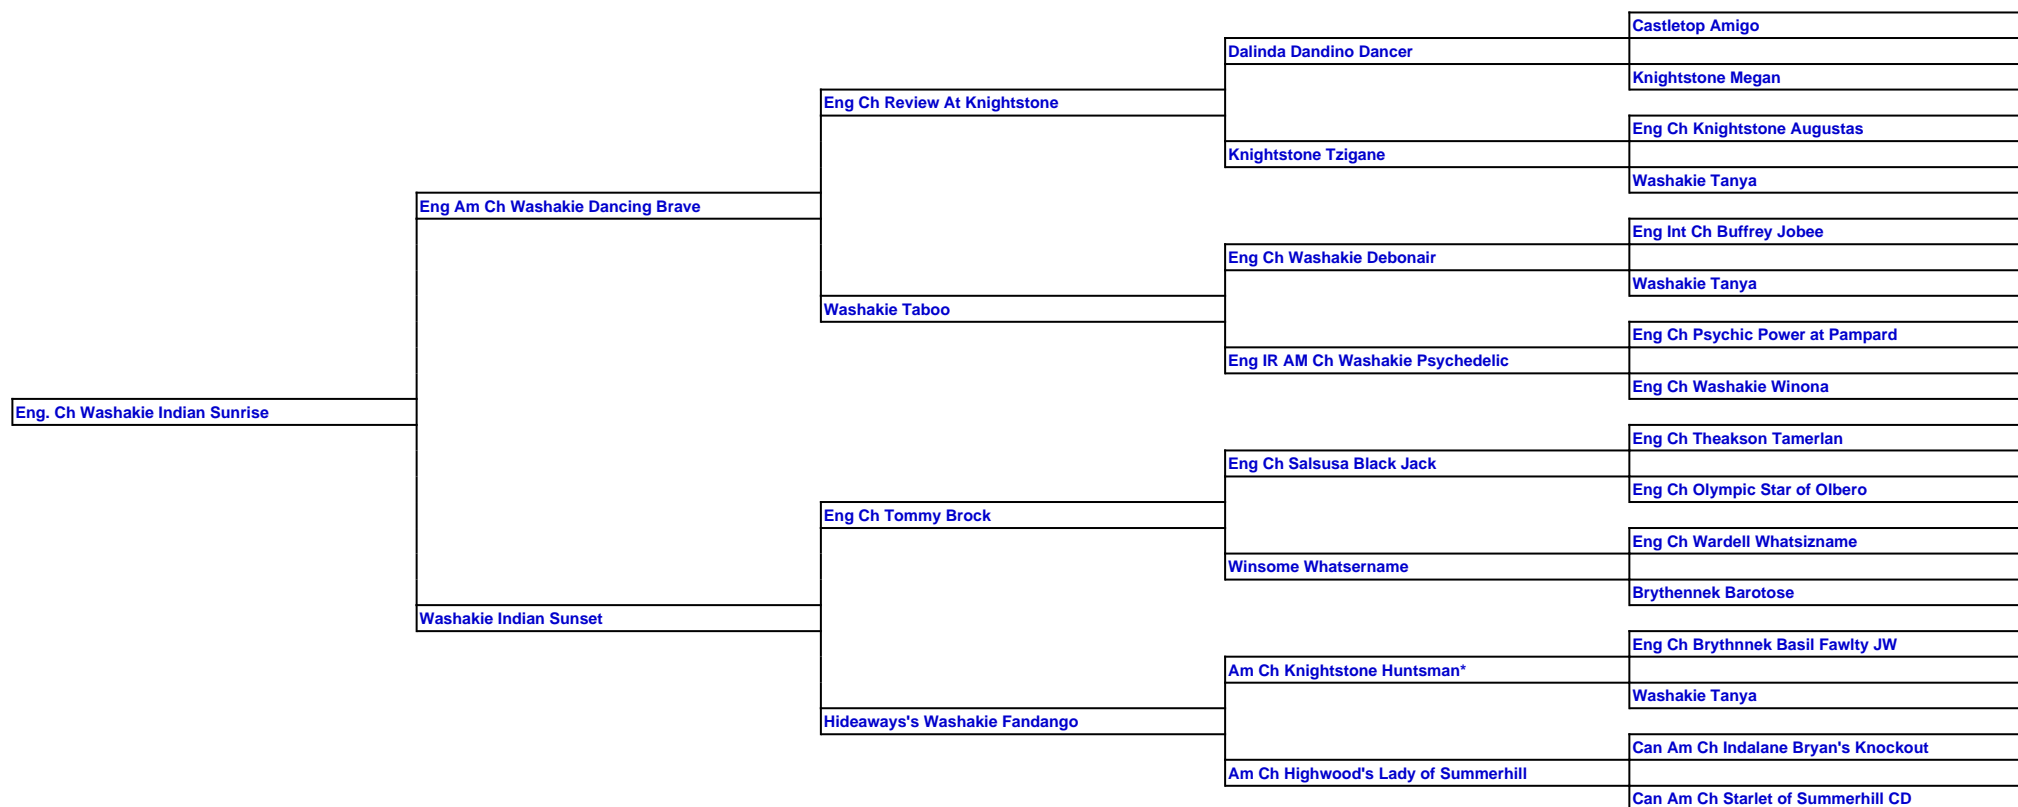 Castletop Amigo
Dalinda Dandino Dancer
Knightstone Megan
Eng Ch Review At Knightstone
Eng Ch Knightstone Augustas
Knightstone Tzigane
Washakie Tanya
Eng Am Ch Washakie Dancing Brave
Eng Int Ch Buffrey Jobee
Eng Ch Washakie Debonair
Washakie Tanya
Washakie Taboo
Eng Ch Psychic Power at Pampard
Eng IR AM Ch Washakie Psychedelic
Eng Ch Washakie Winona
Eng. Ch Washakie Indian Sunrise
Eng Ch Theakson Tamerlan
Eng Ch Salsusa Black Jack
Eng Ch Olympic Star of Olbero
Eng Ch Tommy Brock
Eng Ch Wardell Whatsizname
Winsome Whatsername
Brythennek Barotose
Washakie Indian Sunset
Eng Ch Brythnnek Basil Fawlty JW
Am Ch Knightstone Huntsman*
Washakie Tanya
Hideaways's Washakie Fandango
Can Am Ch Indalane Bryan's Knockout
Am Ch Highwood's Lady of Summerhill
Can Am Ch Starlet of Summerhill CD